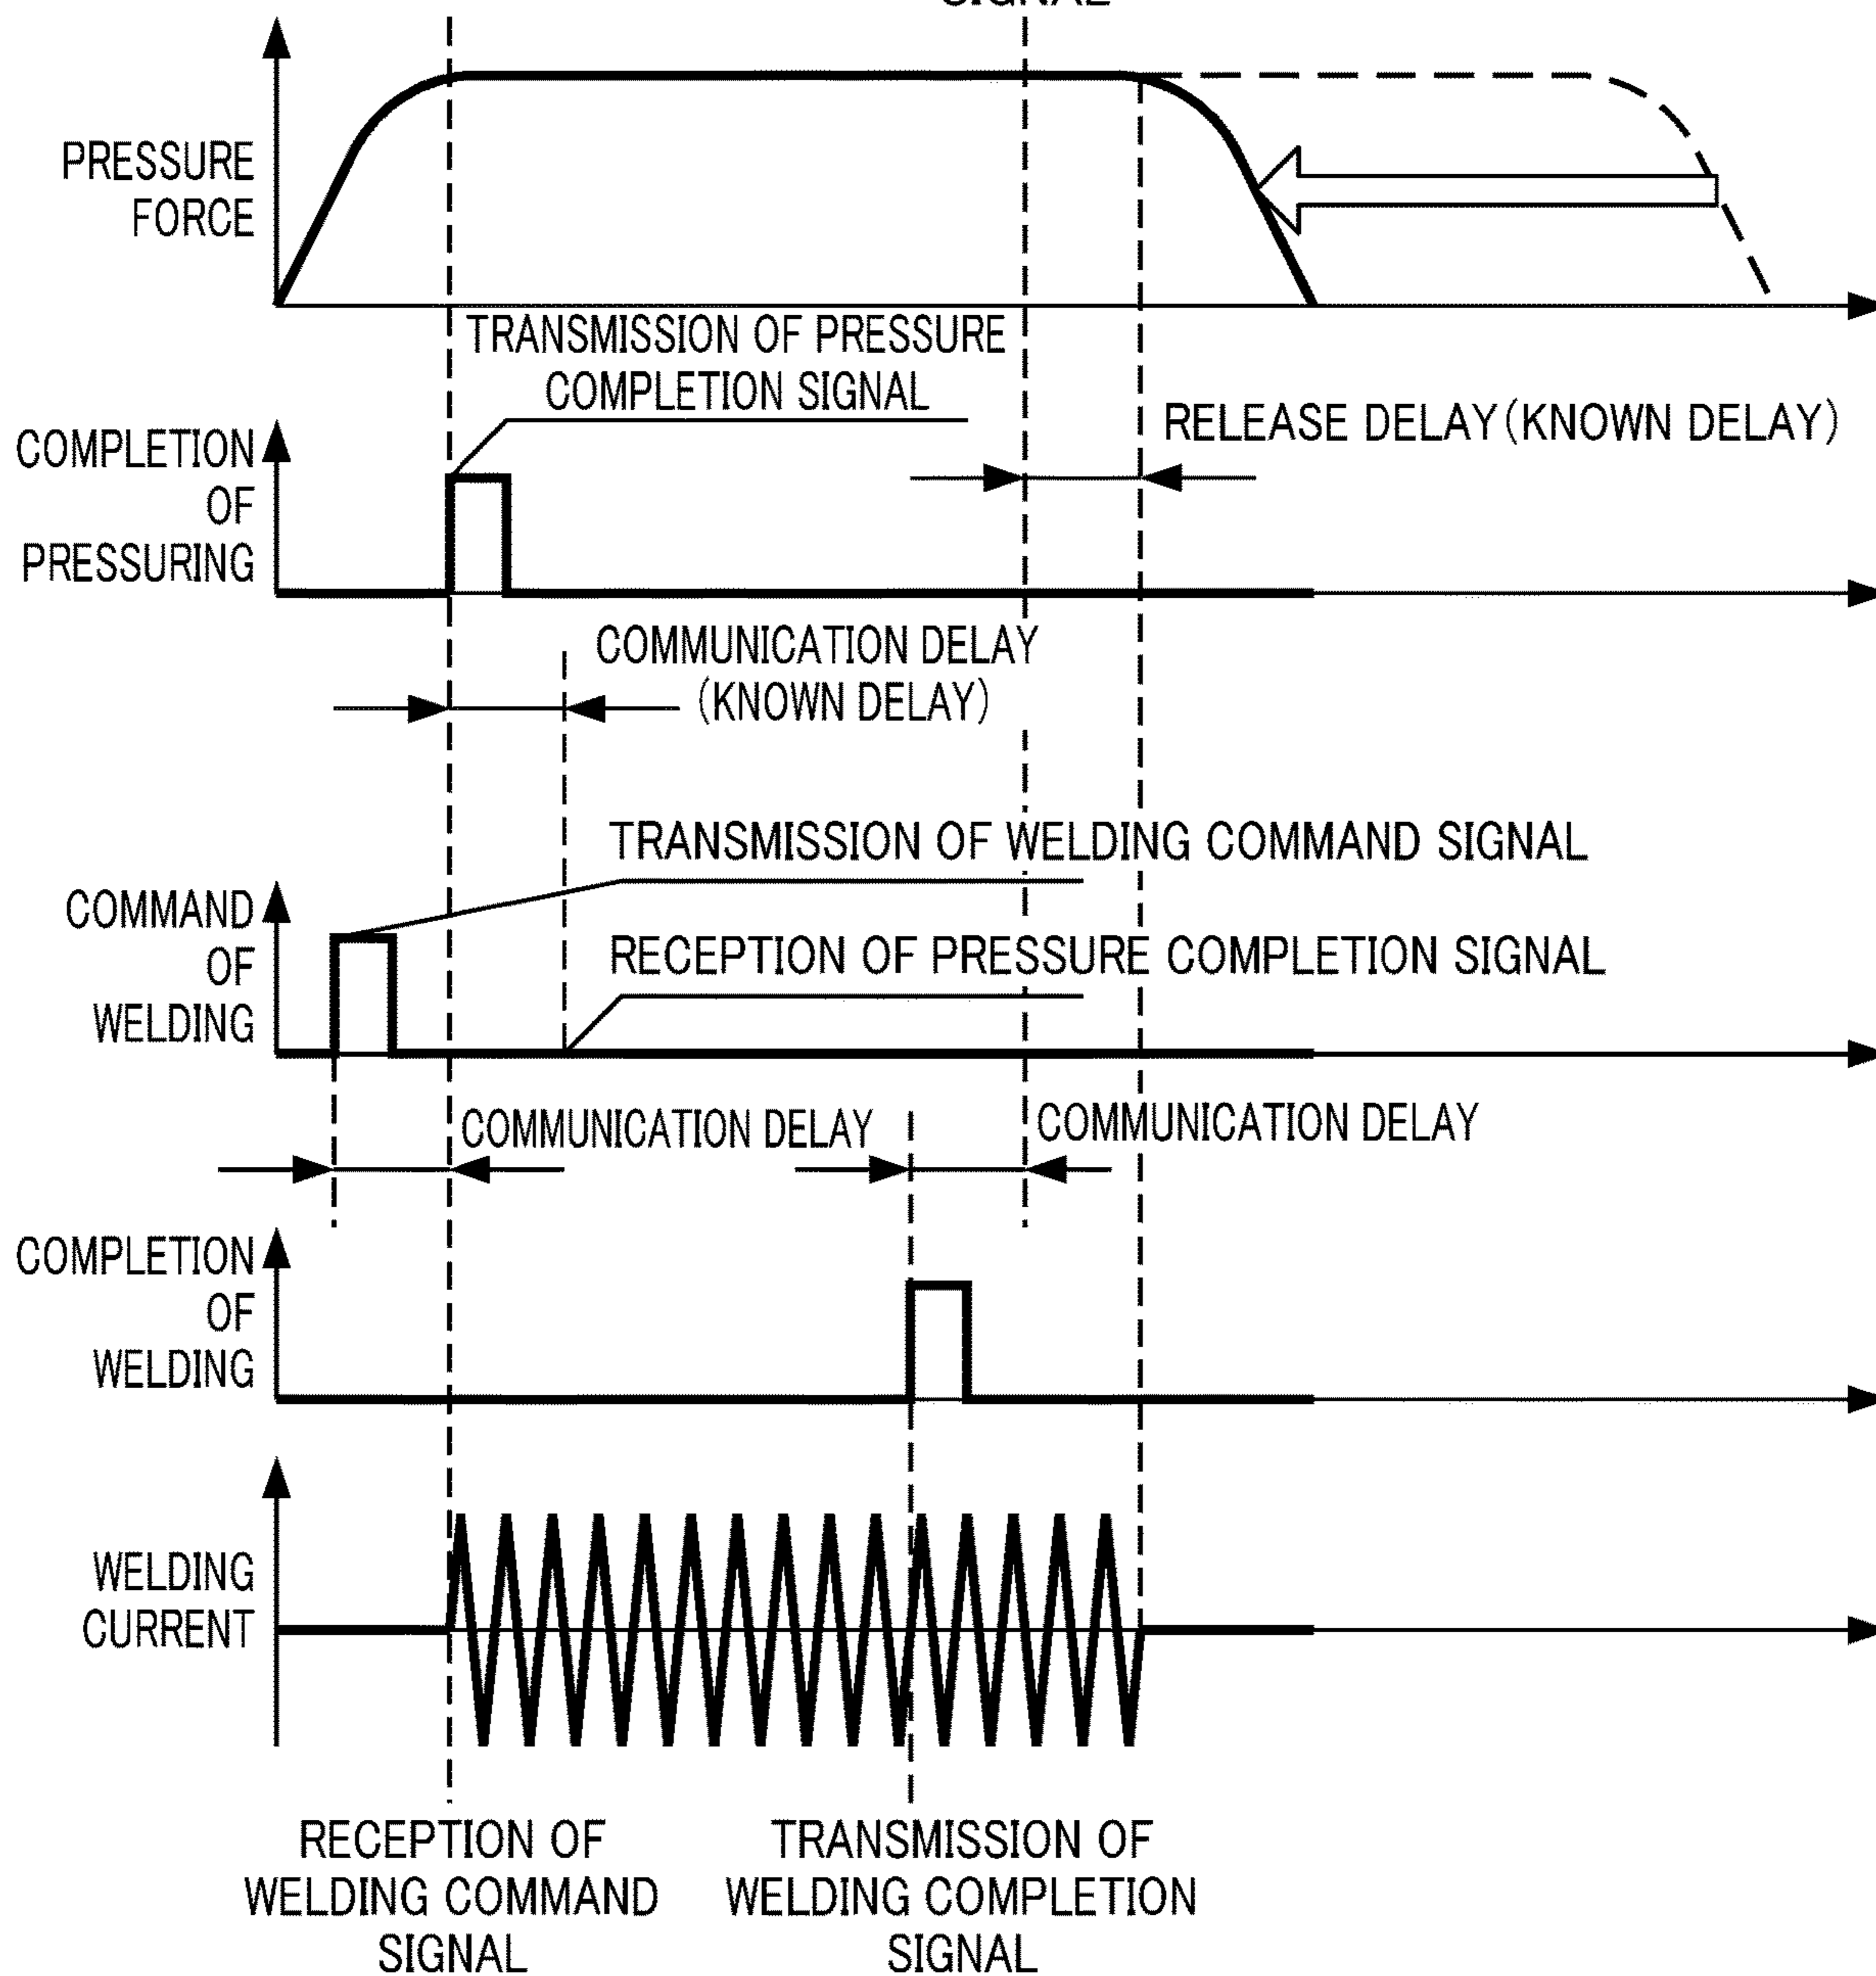 PRESSURE
FORCE
TRANSMISSION OF PRESSURE
COMPLETION SIGNAL
COMPLETION
OF
PRESSURING
RELEASE DELAY(KNOWN DELAY)
COMMUNICATION DELAY
(KNOWN DELAY)
TRANSMISSION OF WELDING COMMAND SIGNAL
COMMAND
OF
WELDING
RECEPTION OF PRESSURE COMPLETION SIGNAL
COMMUNICATION DELAY
COMMUNICATION DELAY
COMPLETION
OF
WELDING
WELDING
CURRENT
RECEPTION OF
WELDING COMMAND
SIGNAL
TRANSMISSION OF
WELDING COMPLETION
SIGNAL